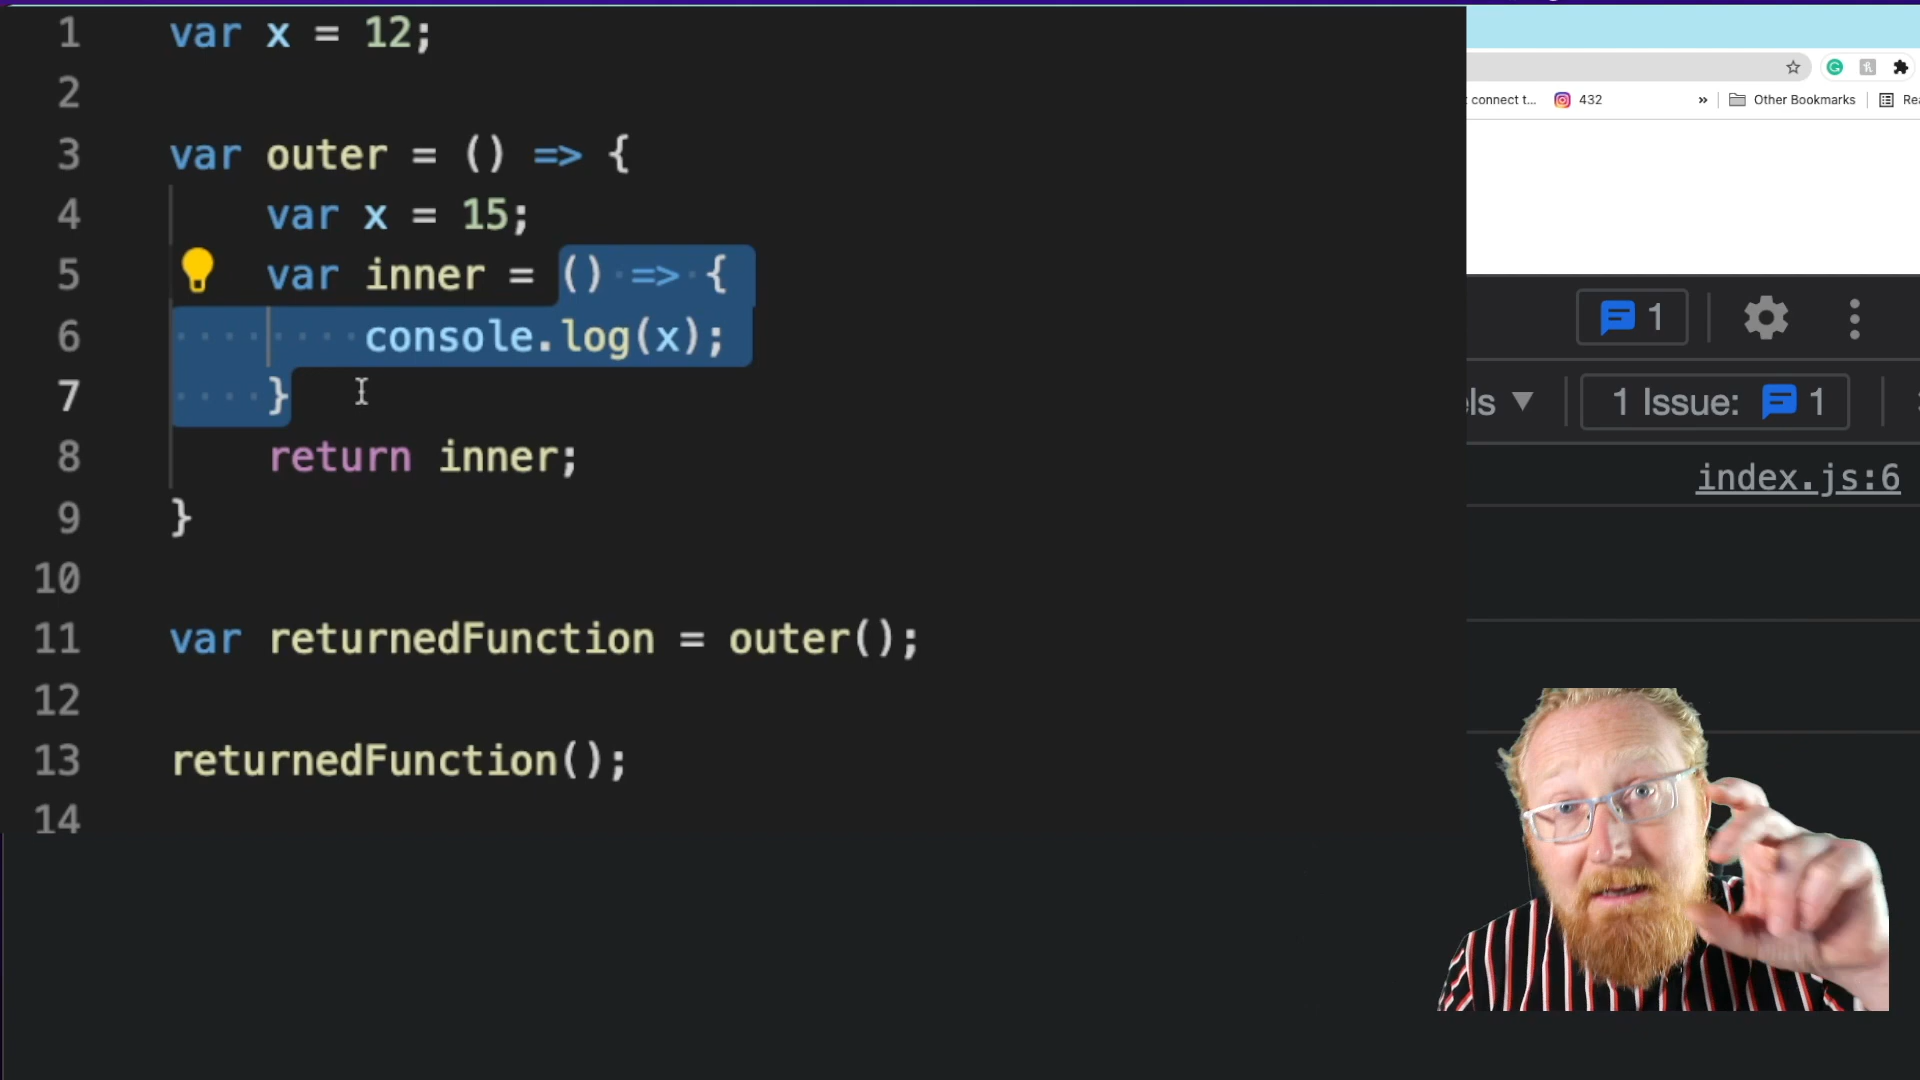 1 var x = 12;
2
3 var outer = () => {
4 var x = 15;
5 var inner = () => {
6 console.log(x);
7 }
8 return inner;
9 }
10
11 var returnedFunction = outer();
12
13 returnedFunction();
14
connect t... 432 » Other Bookmarks
1
1 Issue: 1
index.js:6